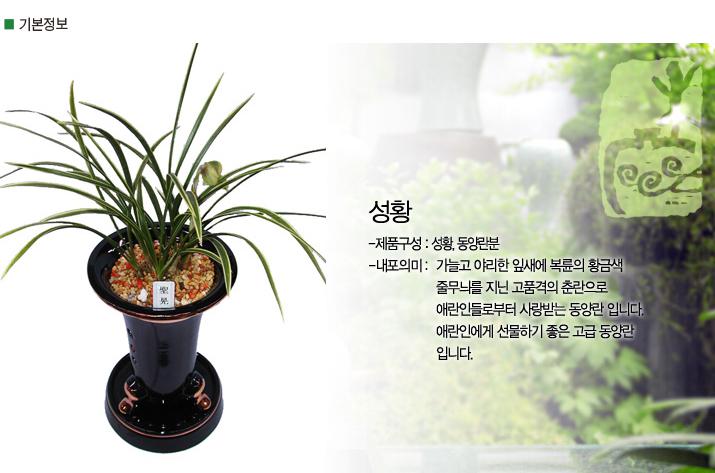 기본정보
성황
-제품구성 : 성황, 동양란분
-내포의미 : 가늘고 야리한 잎새에 복륜의 황금색
줄무늬를 지닌 고품격의 춘란으로
애란인들로부터 사랑받는 동양란 입니다.
애란인에게 선물하기 좋은 고급 동양란
입니다.